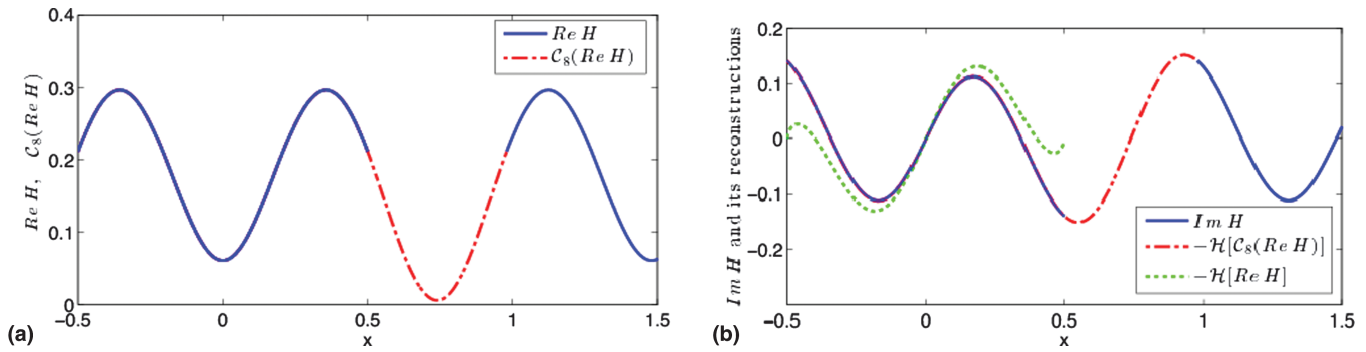 0.4
0.3
0.2
0.1
0
Re H, C₈(Re H)
Re H
C₈(Re H)
-0.5
0
0.5
1
1.5
x
(a)
0.2
0.1
0
-0.1
-0.2
Im H and its reconstructions
Im H
-H[C₈(Re H)]
-H[Re H]
-0.5
0
0.5
1
1.5
x
(b)